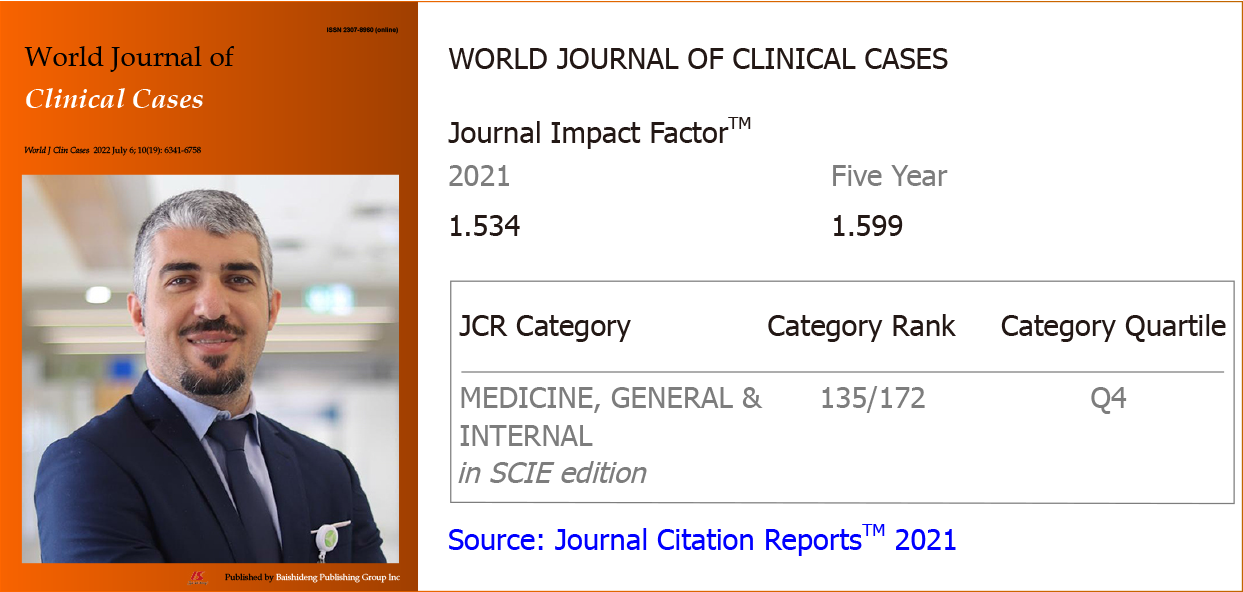 ISSN 2307-8960 (online)
World Journal of
Clinical Cases
World J Clin Cases 2022 July 6; 10(19): 6341-6758
Published by Baishideng Publishing Group Inc
WORLD JOURNAL OF CLINICAL CASES
Journal Impact Factor™
2021 Five Year
1.534 1.599
JCR Category Category Rank Category Quartile
MEDICINE, GENERAL & 135/172 Q4
INTERNAL
in SCIE edition
Source: Journal Citation Reports™ 2021